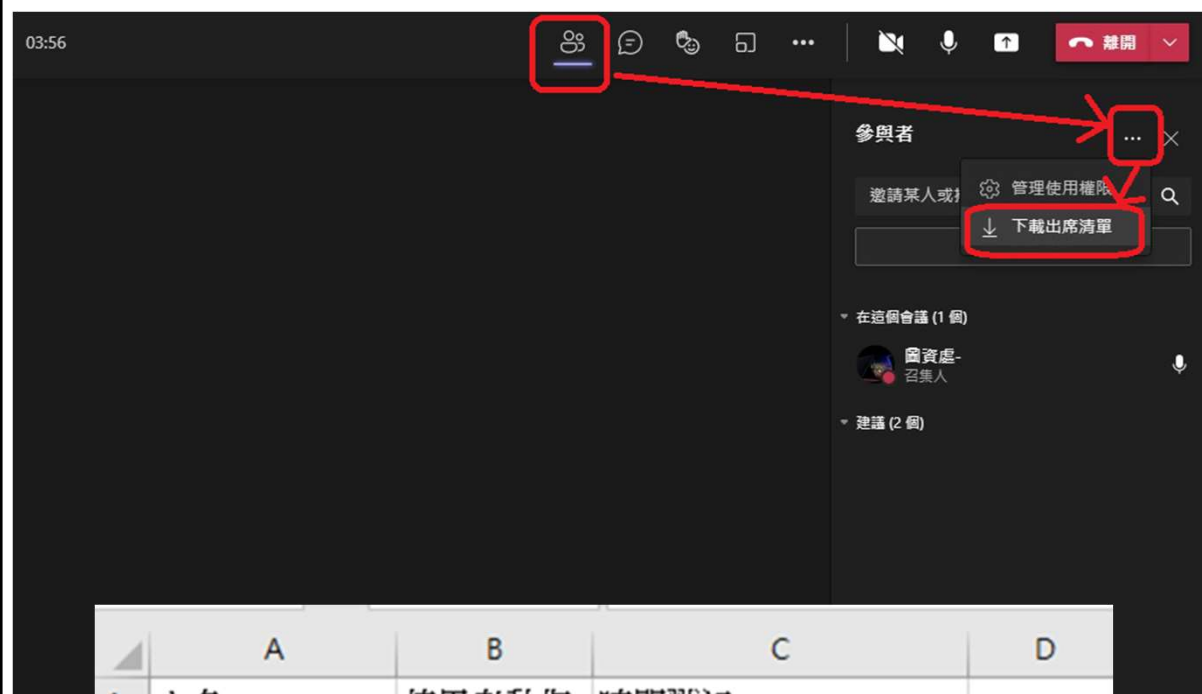 03:56
離開
參與者
邀請某人或
管理使用權限
下載出席清單
在這個會議 (1 個)
圖資處-
召集人
建議 (2 個)
A B C D